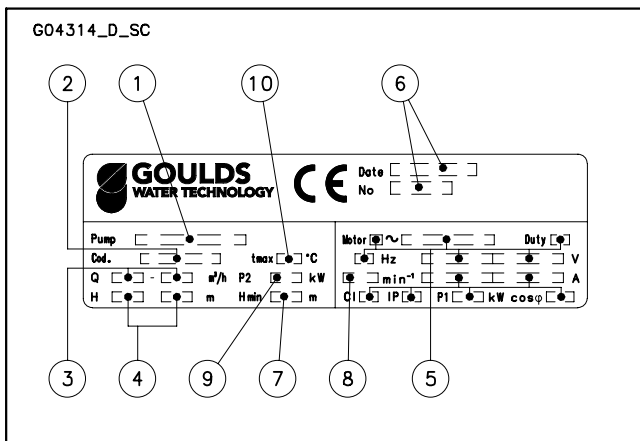 G04314_D_SC
2
1
10
6
GOULDS
WATER TECHNOLOGY
CE
Date
No
Pump
Motor ~ Duty
Cod. tmax °C
Hz V
Q - m³/h P2 kW
min⁻¹ A
H m Hmin m
Cl IP P1 kW cosφ
3
4
9
7
8
5